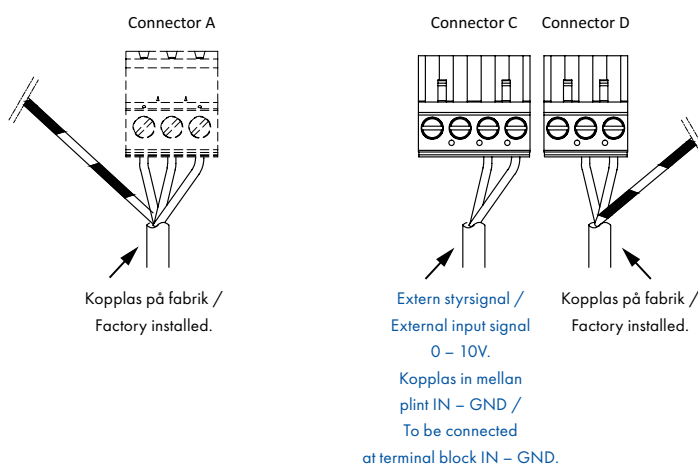 Connector A
Connector C
Connector D
Kopplas på fabrik /
Factory installed.
Extern styrsignal /
External input signal
0 – 10V.
Kopplas in mellan
plint IN – GND /
To be connected
at terminal block IN – GND.
Kopplas på fabrik /
Factory installed.